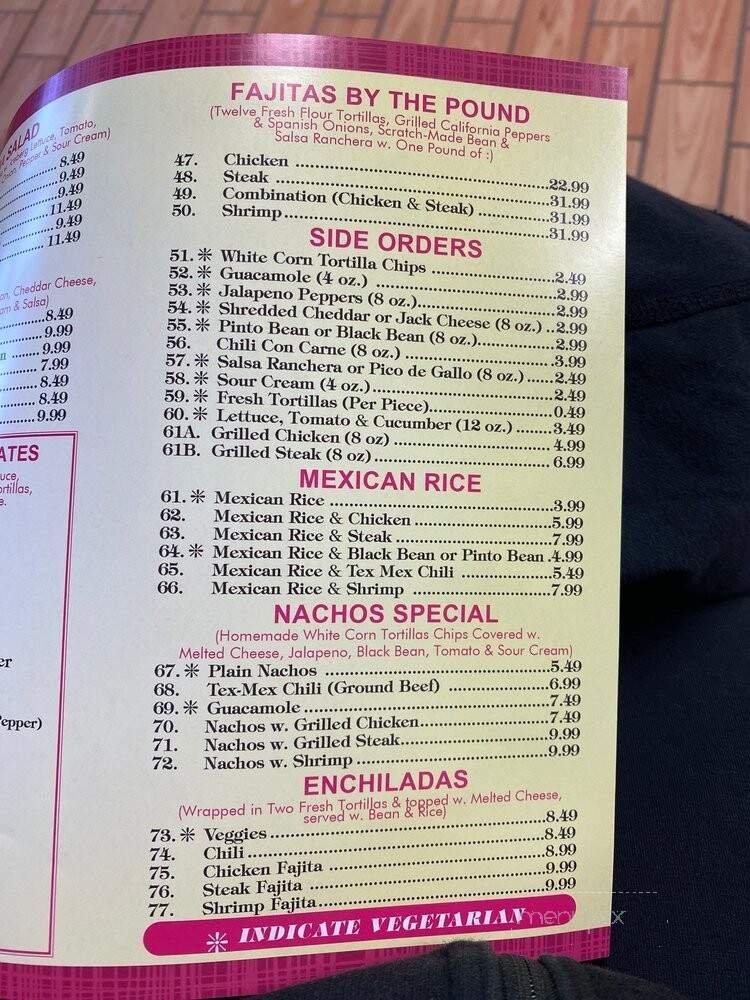 SALAD
Iceberg Lettuce, Tomato,
Pepper & Sour Cream)
8.49
9.49
9.49
11.49
9.49
11.49
Cheddar Cheese,
& Salsa)
8.49
9.99
9.99
7.99
8.49
8.49
9.99
FAJITAS BY THE POUND
(Twelve Fresh Flour Tortillas, Grilled California Peppers
& Spanish Onions, Scratch-Made Bean &
Salsa Ranchera w. One Pound of :)
47. Chicken ........22.99
48. Steak ........31.99
49. Combination (Chicken & Steak) ........31.99
50. Shrimp........31.99
SIDE ORDERS
51.✻ White Corn Tortilla Chips ........2.49
52.✻ Guacamole (4 oz.) ........2.99
53.✻ Jalapeno Peppers (8 oz.)........2.99
54.✻ Shredded Cheddar or Jack Cheese (8 oz.) ..2.99
55.✻ Pinto Bean or Black Bean (8 oz.)........2.99
56. Chili Con Carne (8 oz.) ........3.99
57.✻ Salsa Ranchera or Pico de Gallo (8 oz.) ......2.49
58.✻ Sour Cream (4 oz.)........2.49
59.✻ Fresh Tortillas (Per Piece)........0.49
60.✻ Lettuce, Tomato & Cucumber (12 oz.) ........3.49
61A. Grilled Chicken (8 oz) ........ 4.99
61B. Grilled Steak (8 oz) ........ 6.99
MEXICAN RICE
61.✻ Mexican Rice ........3.99
62. Mexican Rice & Chicken ........5.99
63. Mexican Rice & Steak ........7.99
64.✻ Mexican Rice & Black Bean or Pinto Bean .4.99
65. Mexican Rice & Tex Mex Chili ........5.49
66. Mexican Rice & Shrimp ........7.99
NACHOS SPECIAL
(Homemade White Corn Tortillas Chips Covered w.
Melted Cheese, Jalapeno, Black Bean, Tomato & Sour Cream)
67.✻ Plain Nachos ........5.49
68. Tex-Mex Chili (Ground Beef) ........6.99
69.✻ Guacamole ........7.49
70. Nachos w. Grilled Chicken........7.49
71. Nachos w. Grilled Steak........9.99
72. Nachos w. Shrimp ........9.99
ENCHILADAS
(Wrapped in Two Fresh Tortillas & topped w. Melted Cheese,
served w. Bean & Rice)
73.✻ Veggies ........8.49
74. Chili ........8.49
75. Chicken Fajita ........8.99
76. Steak Fajita ........9.99
77. Shrimp Fajita........9.99
✻ INDICATE VEGETARIAN